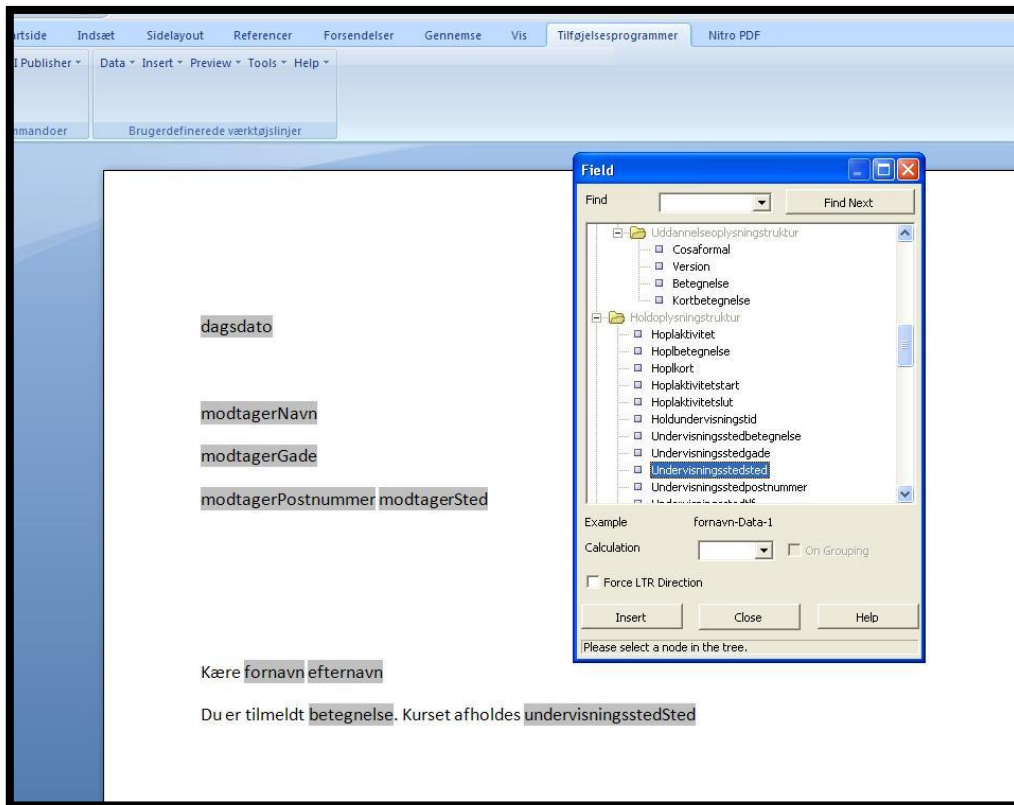 artside Indsæt Sidelayout Referencer Forsendelser Gennemse Vis Tilføjelsesprogrammer Nitro PDF
I Publisher Data Insert Preview Tools Help
mmandoer Brugerdefinerede værktøjslinjer
dagsdato
modtagerNavn
modtagerGade
modtagerPostnummer modtagerSted
Kære fornavn efternavn
Du er tilmeldt betegnelse. Kurset afholdes undervisningsstedSted
Field
Find Find Next
Uddannelseoplysningstruktur
Cosaformal
Version
Betegnelse
Kortbetegnelse
Holdoplysningstruktur
Hoplaktivitet
Hoplbetegnelse
Hoplkort
Hoplaktivitetstart
Hoplaktivitetslut
Holdundervisningstid
Undervisningsstedbetegnelse
Undervisningsstedgade
Undervisningsstedsted
Undervisningsstedpostnummer
Example fornavn-Data-1
Calculation On Grouping
Force LTR Direction
Insert Close Help
Please select a node in the tree.